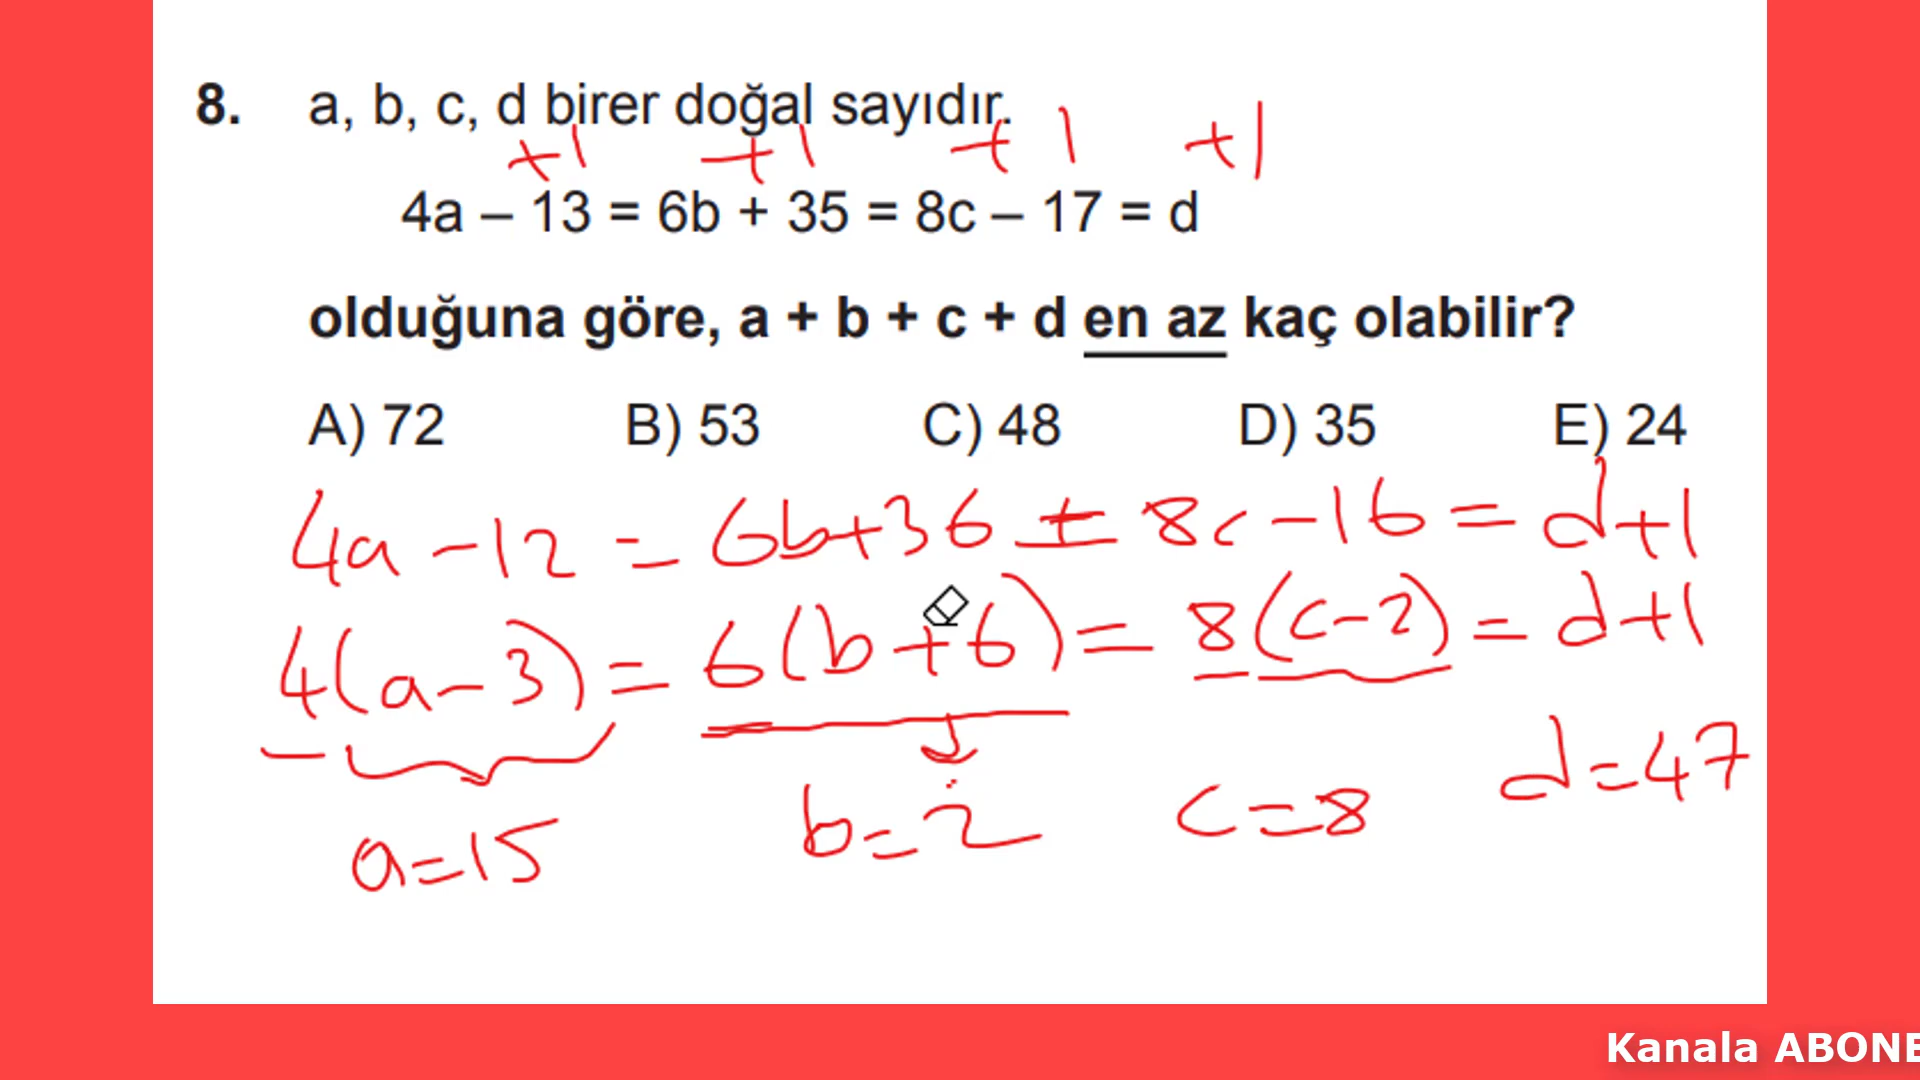 8. a, b, c, d birer doğal sayıdır.
+1 +1 +1 +1
4a – 13 = 6b + 35 = 8c – 17 = d
olduğuna göre, a + b + c + d en az kaç olabilir?
A) 72 B) 53 C) 48 D) 35 E) 24
4a - 12 = 6b + 36 = 8c - 16 = d + 1
4(a - 3) = 6(b + 6) = 8(c - 2) = d + 1
a = 15 b = 2 c = 8 d = 47
Kanala ABONE